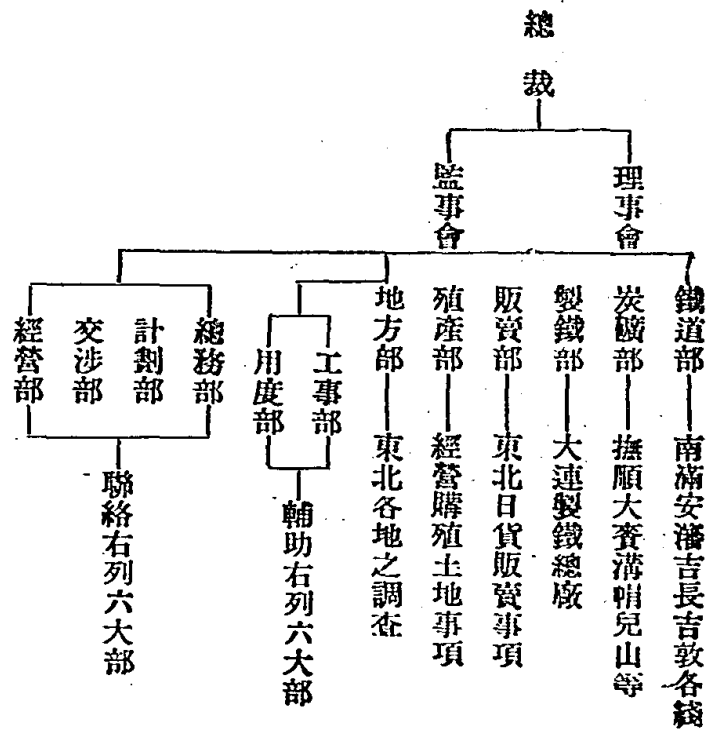 總裁
理事會
監事會
鐵道部
南滿安瀋吉長吉敦各綫
炭礦部
撫順大賚溝帽兒山等
製鐵部
大連製鐵總廠
販賣部
東北日貨販賣事項
殖產部
經營購殖土地事項
地方部
東北各地之調查
工事部
用度部
輔助右列六大部
總務部
計劃部
交涉部
經營部
聯絡右列六大部